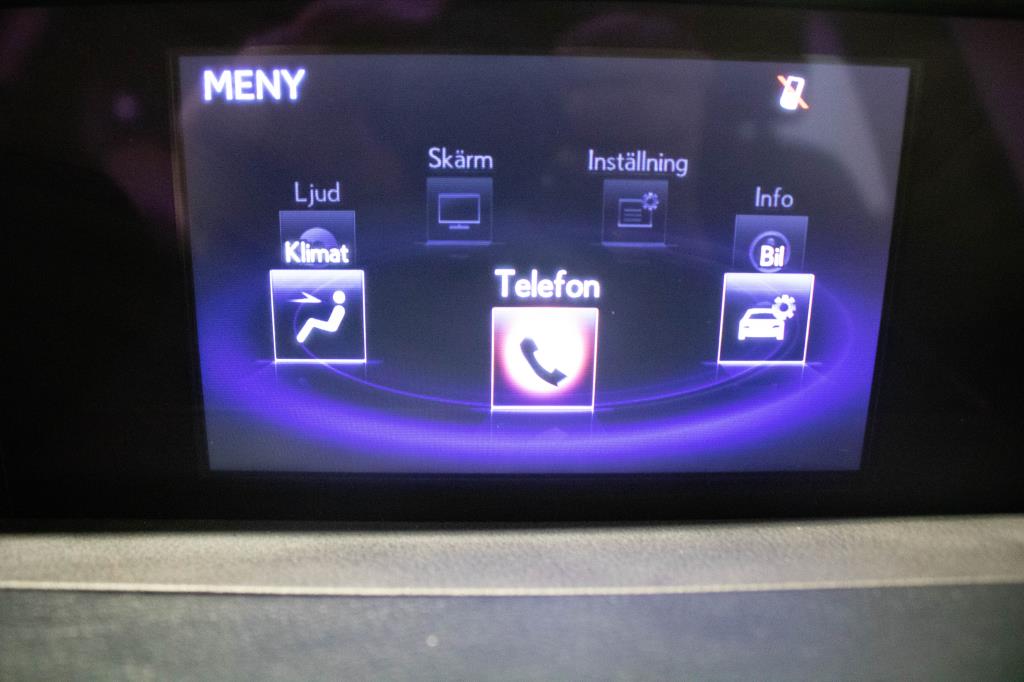 MENY
Skärm
Inställning
Ljud
Info
Klimat
Bil
Telefon